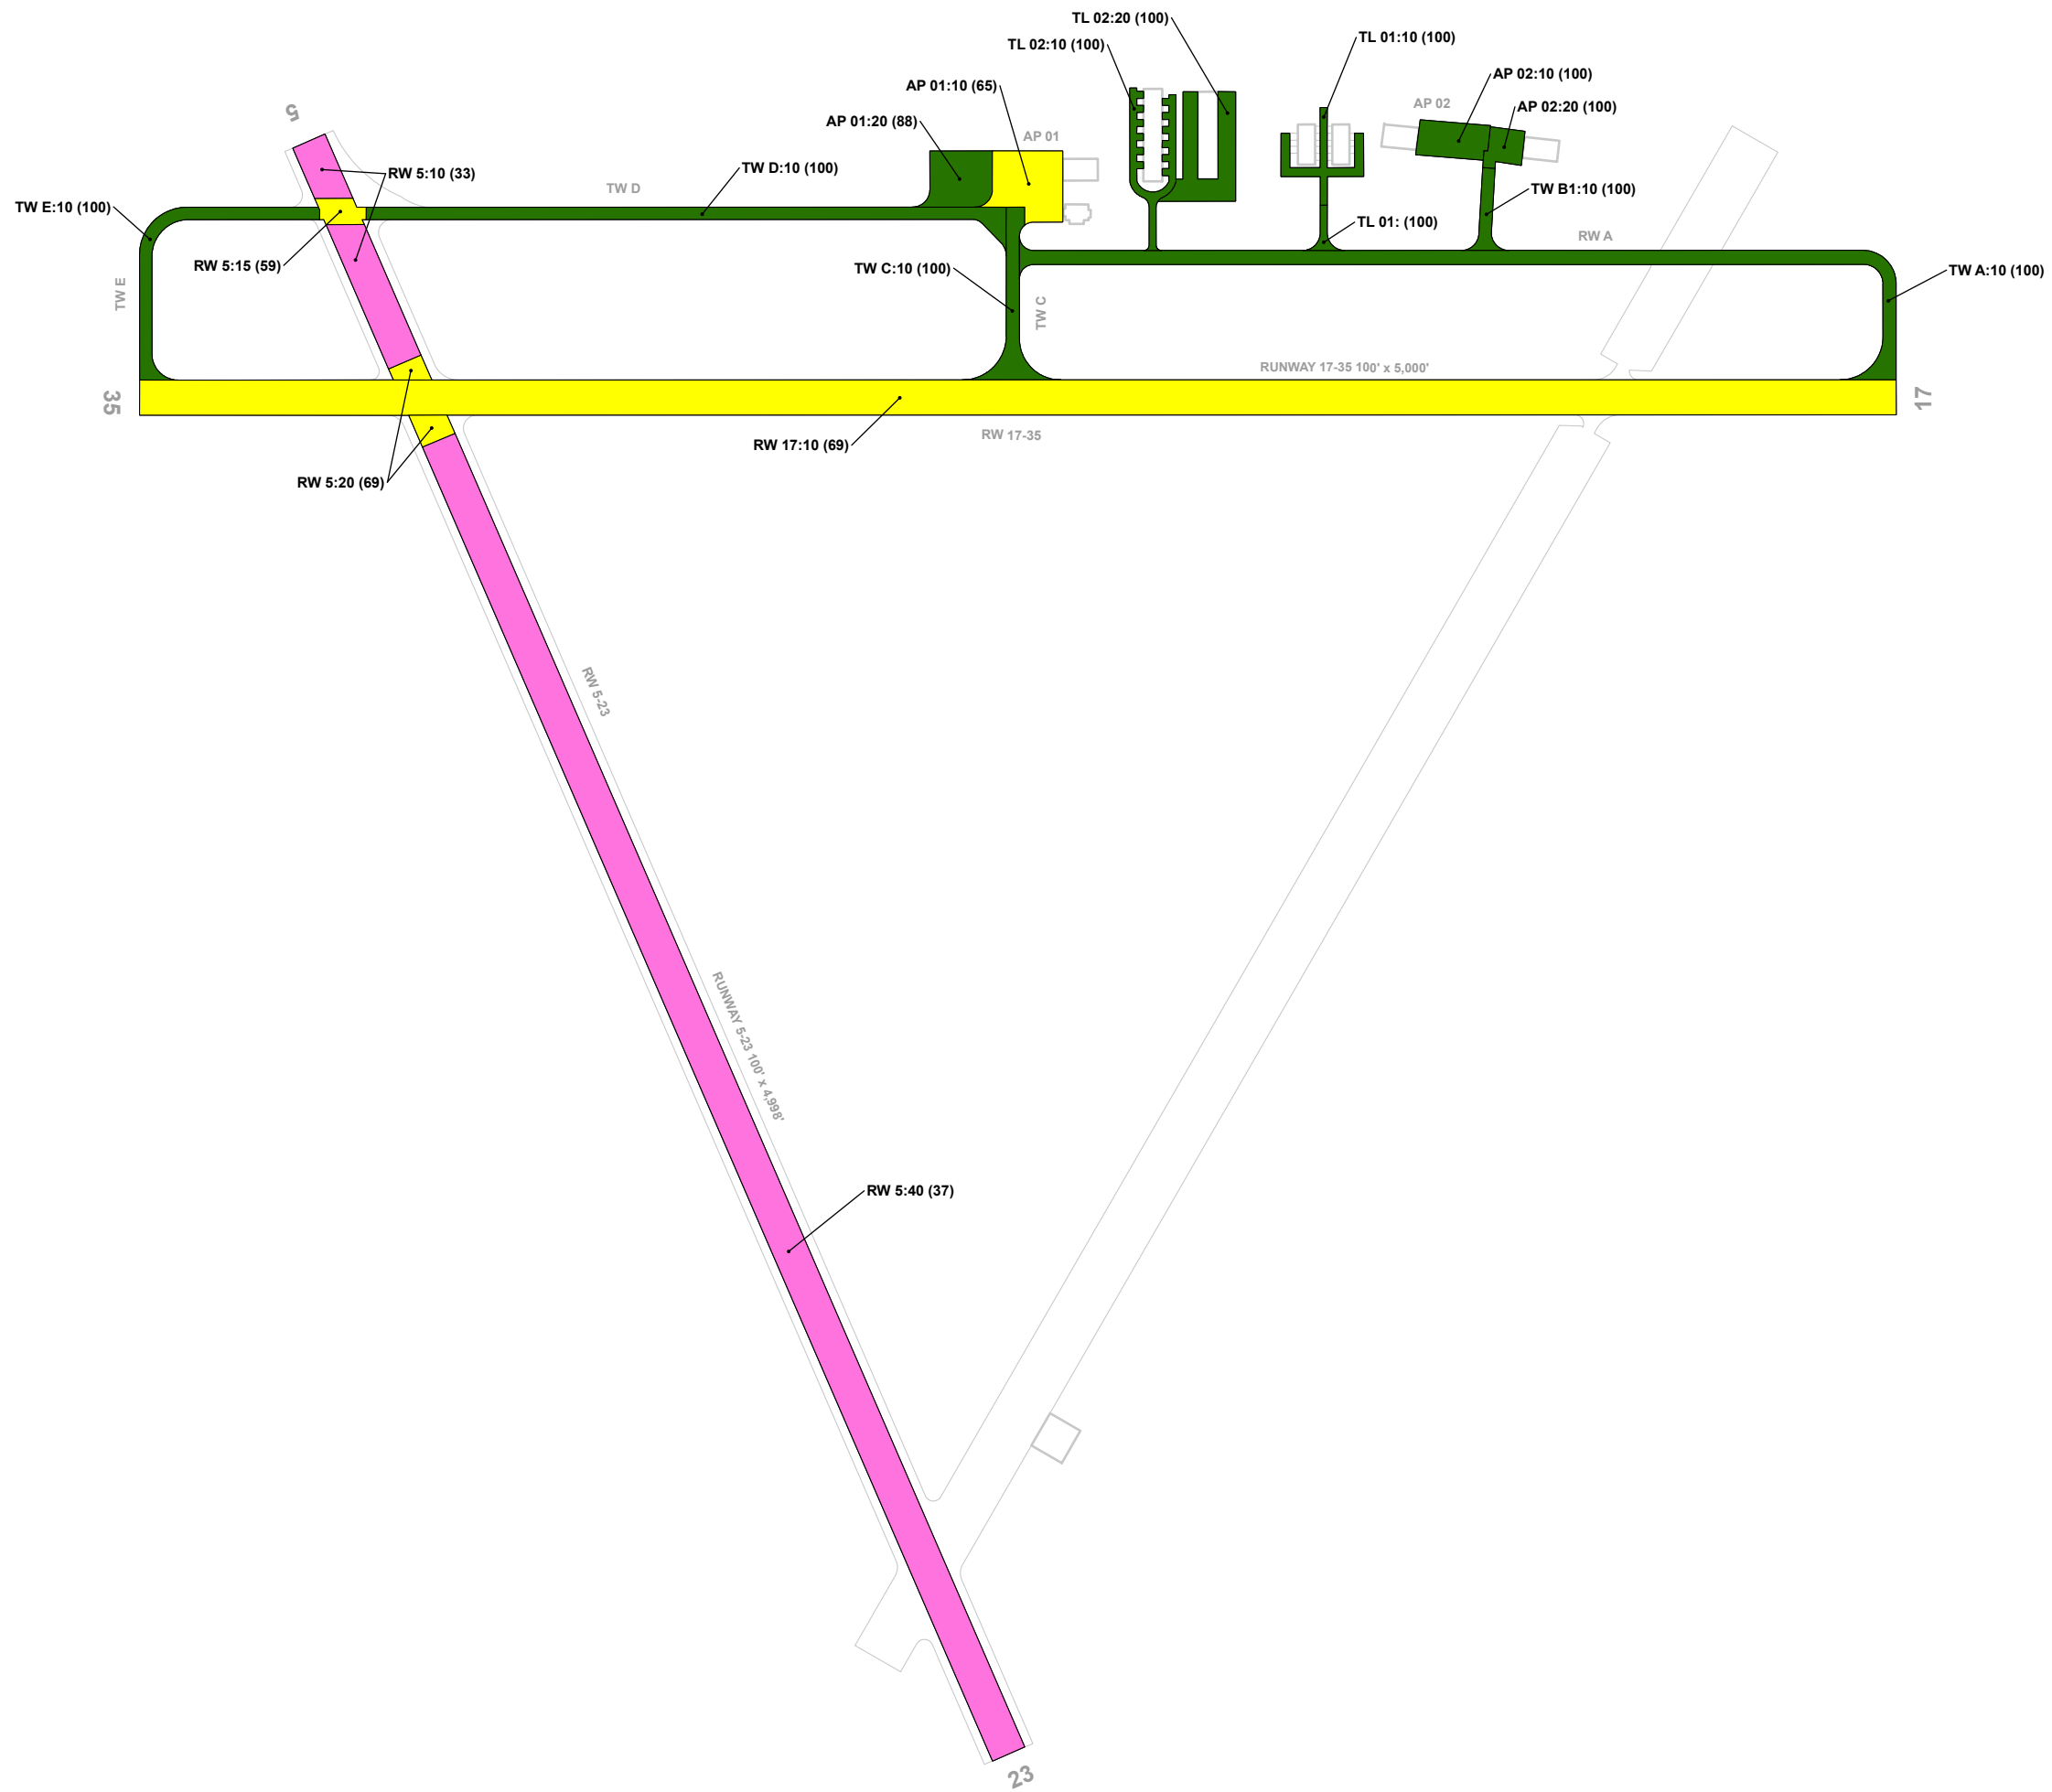 TL 02:20 (100)
TL 01:10 (100)
TL 02:10 (100)
AP 02:10 (100)
AP 01:10 (65)
AP 02
AP 02:20 (100)
5
AP 01:20 (88)
AP 01
TW D:10 (100)
RW 5:10 (33)
TW D
TW B1:10 (100)
TW E:10 (100)
TL 01: (100)
RW A
RW 5:15 (59)
TW C:10 (100)
TW A:10 (100)
TW E
TW C
RUNWAY 17-35 100' x 5,000'
35
17
RW 17-35
RW 17:10 (69)
RW 5:20 (69)
RW 5-23
RUNWAY 5-23 100' x 4,998'
RW 5:40 (37)
23